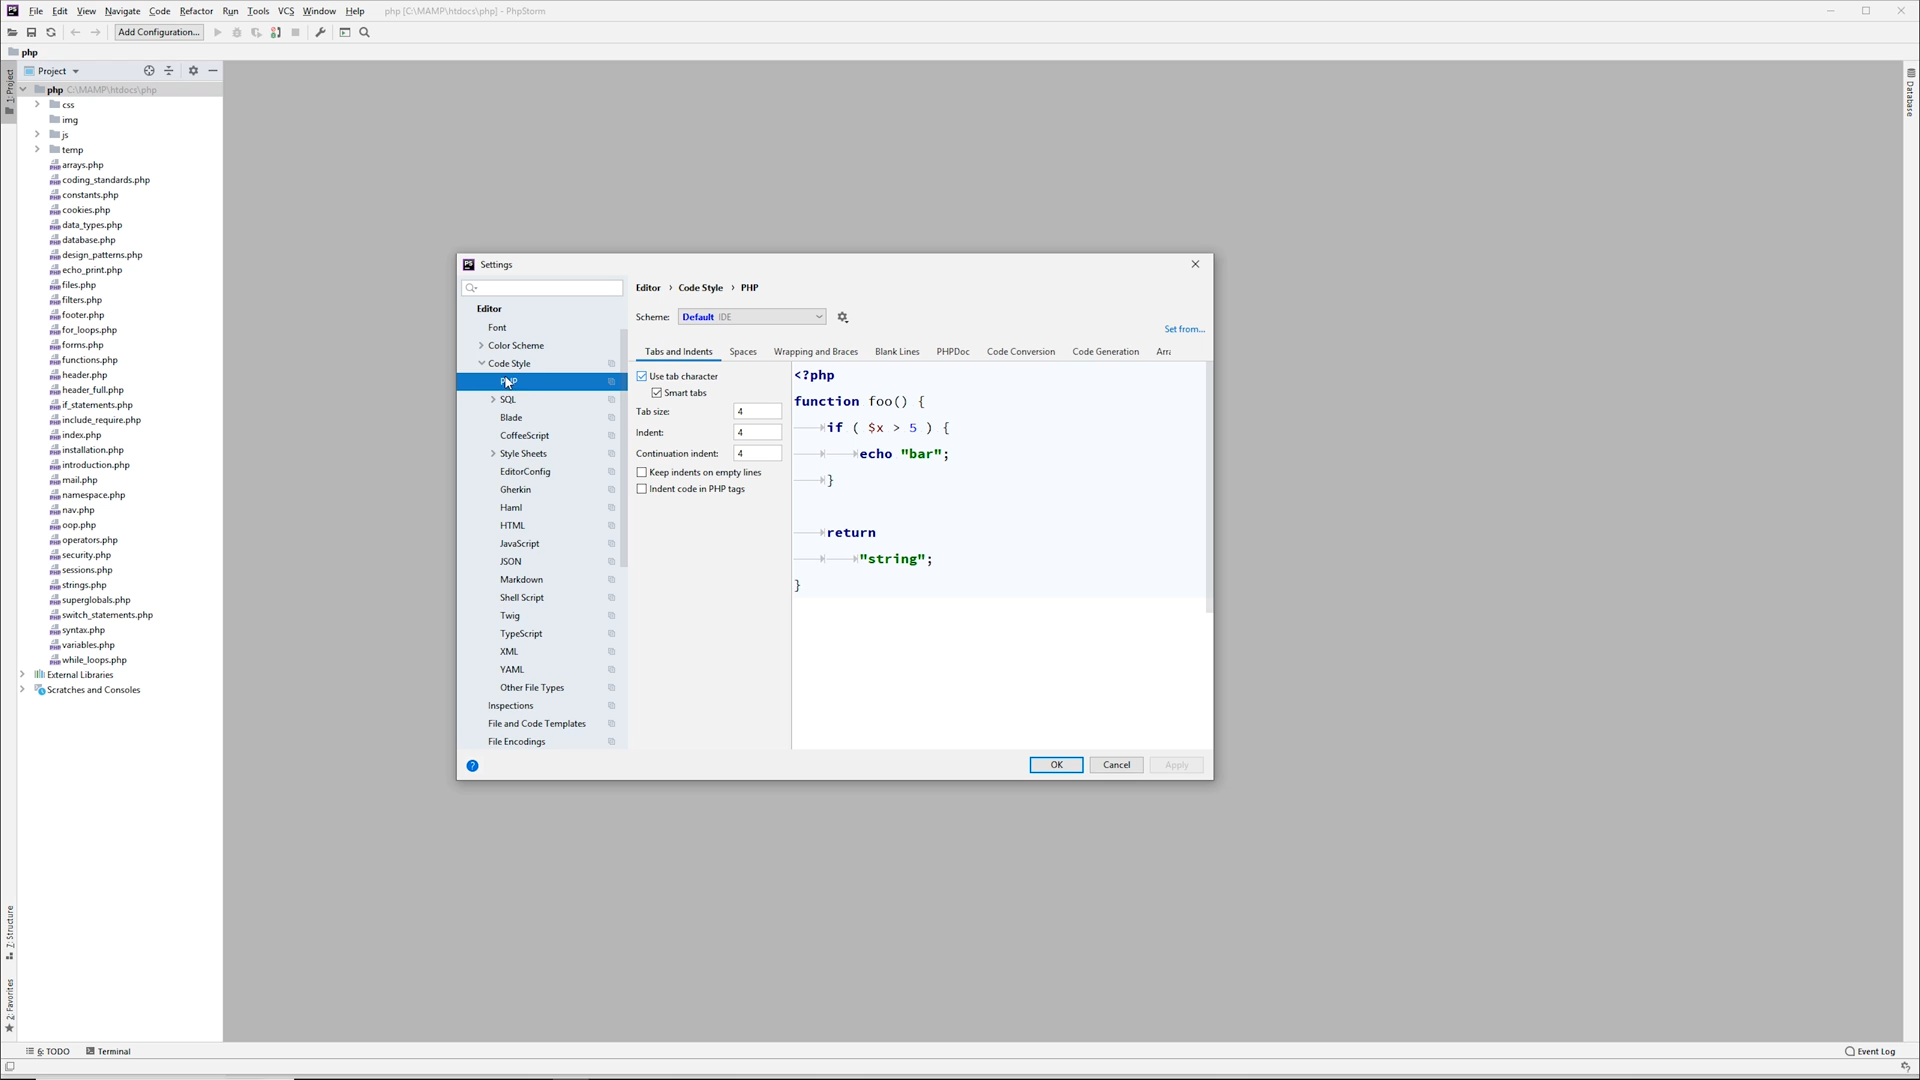 File Edit View Navigate Code Refactor Run Tools VCS Window Help php [C:\MAMP\htdocs\php] - PhpStorm
Add Configuration...
php
1: Project
Project
php C:\MAMP\htdocs\php
css
img
js
temp
arrays.php
coding_standards.php
constants.php
cookies.php
data_types.php
database.php
design_patterns.php
echo_print.php
files.php
filters.php
footer.php
for_loops.php
forms.php
functions.php
header.php
header_full.php
if_statements.php
include_require.php
index.php
installation.php
introduction.php
mail.php
namespace.php
nav.php
oop.php
operators.php
security.php
sessions.php
strings.php
superglobals.php
switch_statements.php
syntax.php
variables.php
while_loops.php
External Libraries
Scratches and Consoles
Settings
Editor
Font
Color Scheme
Code Style
PHP
SQL
Blade
CoffeeScript
Style Sheets
EditorConfig
Gherkin
Haml
HTML
JavaScript
JSON
Markdown
Shell Script
Twig
TypeScript
XML
YAML
Other File Types
Inspections
File and Code Templates
File Encodings
Editor › Code Style › PHP
Scheme: Default IDE
Set from...
Tabs and Indents Spaces Wrapping and Braces Blank Lines PHPDoc Code Conversion Code Generation Arra
Use tab character
Smart tabs
Tab size: 4
Indent: 4
Continuation indent: 4
Keep indents on empty lines
Indent code in PHP tags
<?php
function foo() {
if ( $x > 5 ) {
echo "bar";
}
return
"string";
}
OK Cancel Apply
Database
7: Structure
2: Favorites
6: TODO Terminal
Event Log